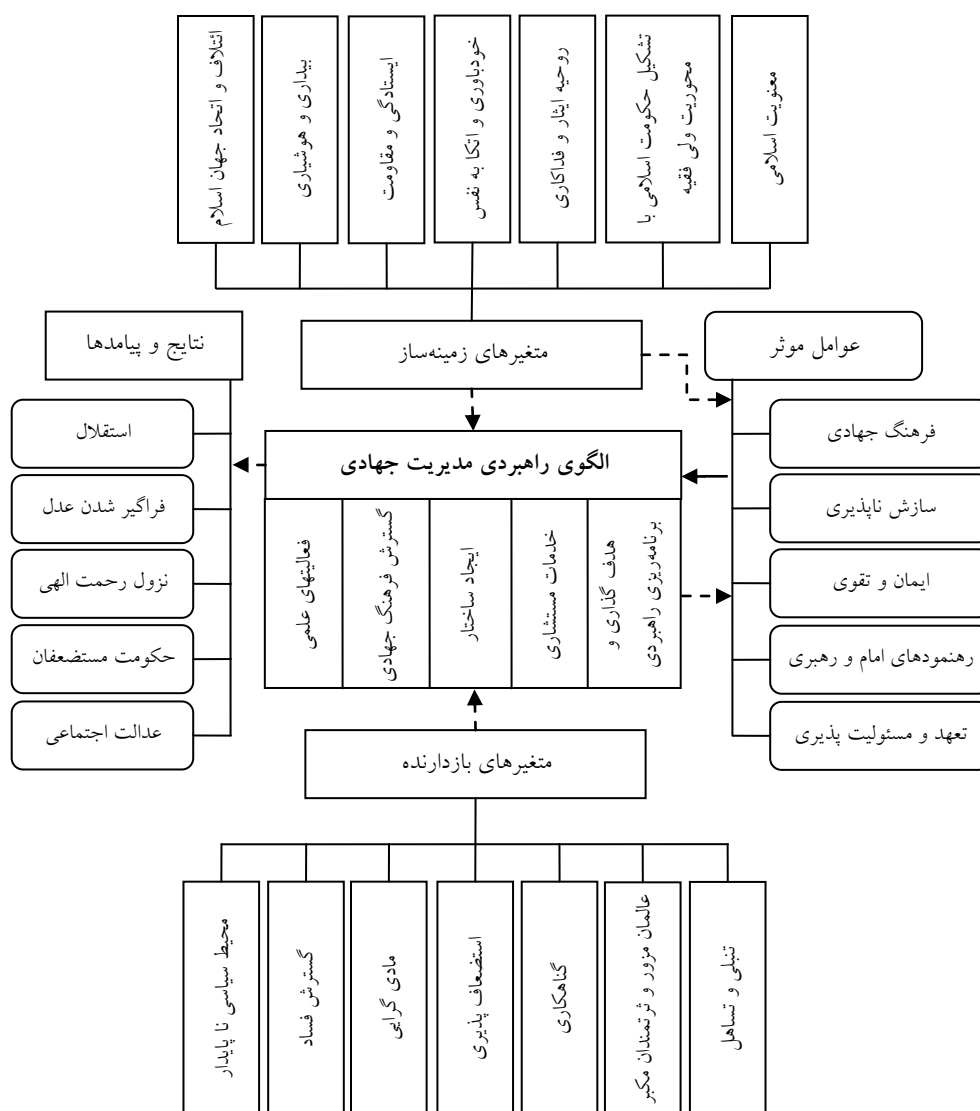 معنویت اسلامی
تشکیل حکومت اسلامی با
محوریت ولی فقیه
روحیه ایثار و فداکاری
خودباوری و اتکا به نفس
ایستادگی و مقاومت
بیداری و هوشیاری
ائتلاف و اتحاد جهان اسلام
عوامل موثر
متغیرهای زمینه‌ساز
نتایج و پیامدها
فرهنگ جهادی
سازش ناپذیری
ایمان و تقوی
رهنمودهای امام و رهبری
تعهد و مسئولیت پذیری
الگوی راهبردی مدیریت جهادی
هدف گذاری و
برنامه‌ریزی راهبردی
خدمات مستشاری
ایجاد ساختار
گسترش فرهنگ جهادی
فعالیتهای علمی
استقلال
فراگیر شدن عدل
نزول رحمت الهی
حکومت مستضعفان
عدالت اجتماعی
متغیرهای بازدارنده
تنبلی و تساهل
عالمان مزور و ثرتمندان مکبر
گناهکاری
استضعاف پذیری
مادی گرایی
گسترش فساد
محیط سیاسی نا پایدار